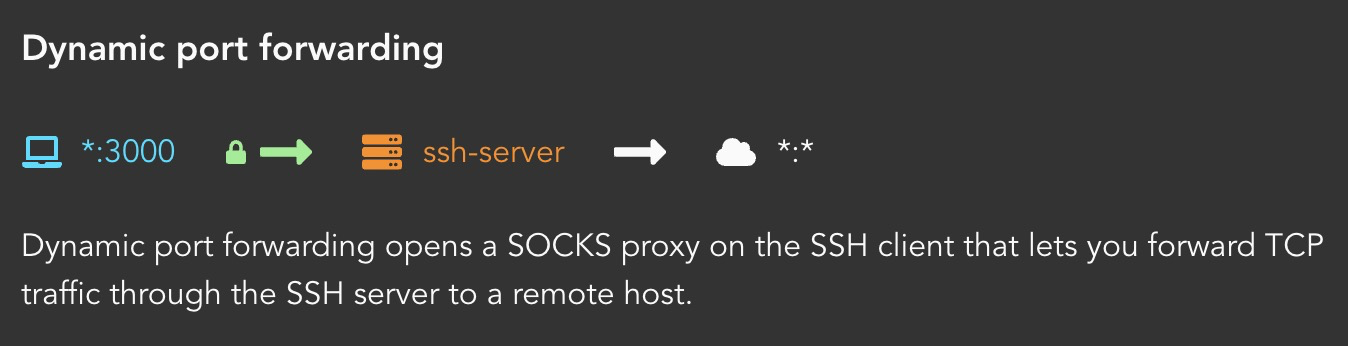 Dynamic port forwarding
*:3000 ssh-server *:*
Dynamic port forwarding opens a SOCKS proxy on the SSH client that lets you forward TCP
traffic through the SSH server to a remote host.